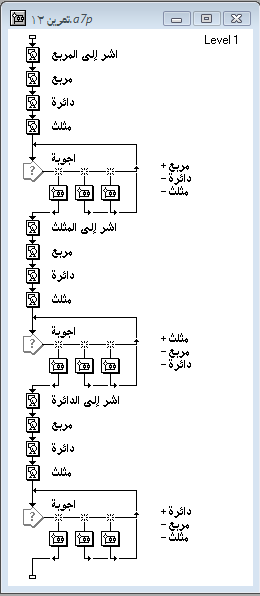 تمرين ١٢.a7p
Level 1
اشر إلى المربع
مربع
دائرة
مثلث
اجوبة
+ مربع
- دائرة
- مثلث
اشر إلى المثلث
مربع
دائرة
مثلث
اجوبة
+ مثلث
- مربع
- دائرة
اشر إلى الدائرة
مربع
دائرة
مثلث
اجوبة
+ دائرة
- مربع
- مثلث